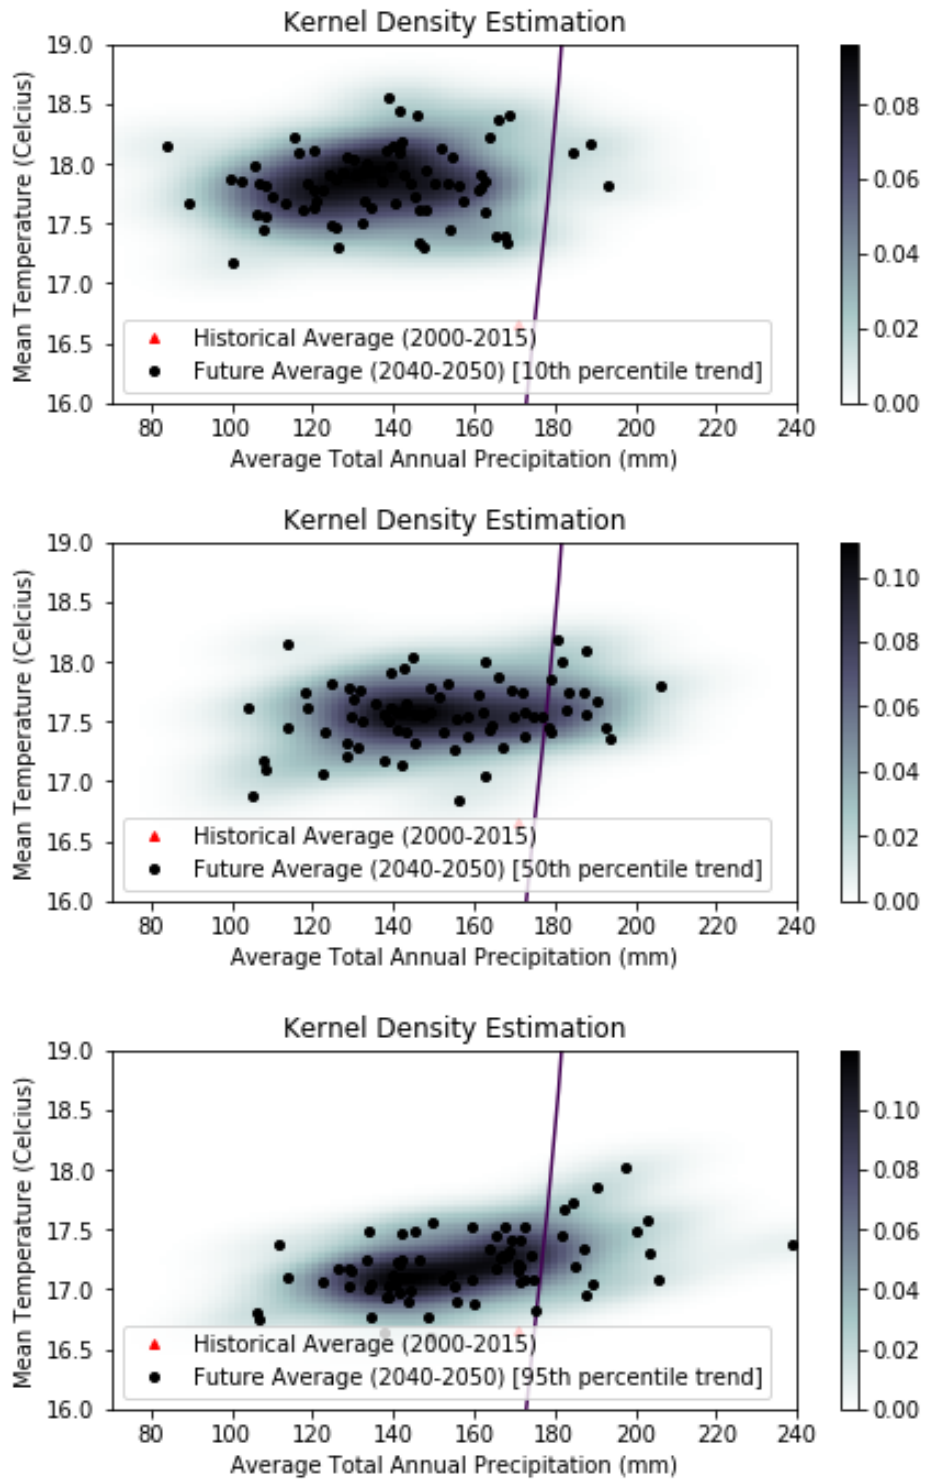 Kernel Density Estimation
19.0
18.5
18.0
17.5
17.0
16.5
16.0
Mean Temperature (Celcius)
Historical Average (2000-2015)
Future Average (2040-2050) [10th percentile trend]
80 100 120 140 160 180 200 220 240
Average Total Annual Precipitation (mm)
0.08
0.06
0.04
0.02
0.00
Kernel Density Estimation
19.0
18.5
18.0
17.5
17.0
16.5
16.0
Mean Temperature (Celcius)
Historical Average (2000-2015)
Future Average (2040-2050) [50th percentile trend]
80 100 120 140 160 180 200 220 240
Average Total Annual Precipitation (mm)
0.10
0.08
0.06
0.04
0.02
0.00
Kernel Density Estimation
19.0
18.5
18.0
17.5
17.0
16.5
16.0
Mean Temperature (Celcius)
Historical Average (2000-2015)
Future Average (2040-2050) [95th percentile trend]
80 100 120 140 160 180 200 220 240
Average Total Annual Precipitation (mm)
0.10
0.08
0.06
0.04
0.02
0.00